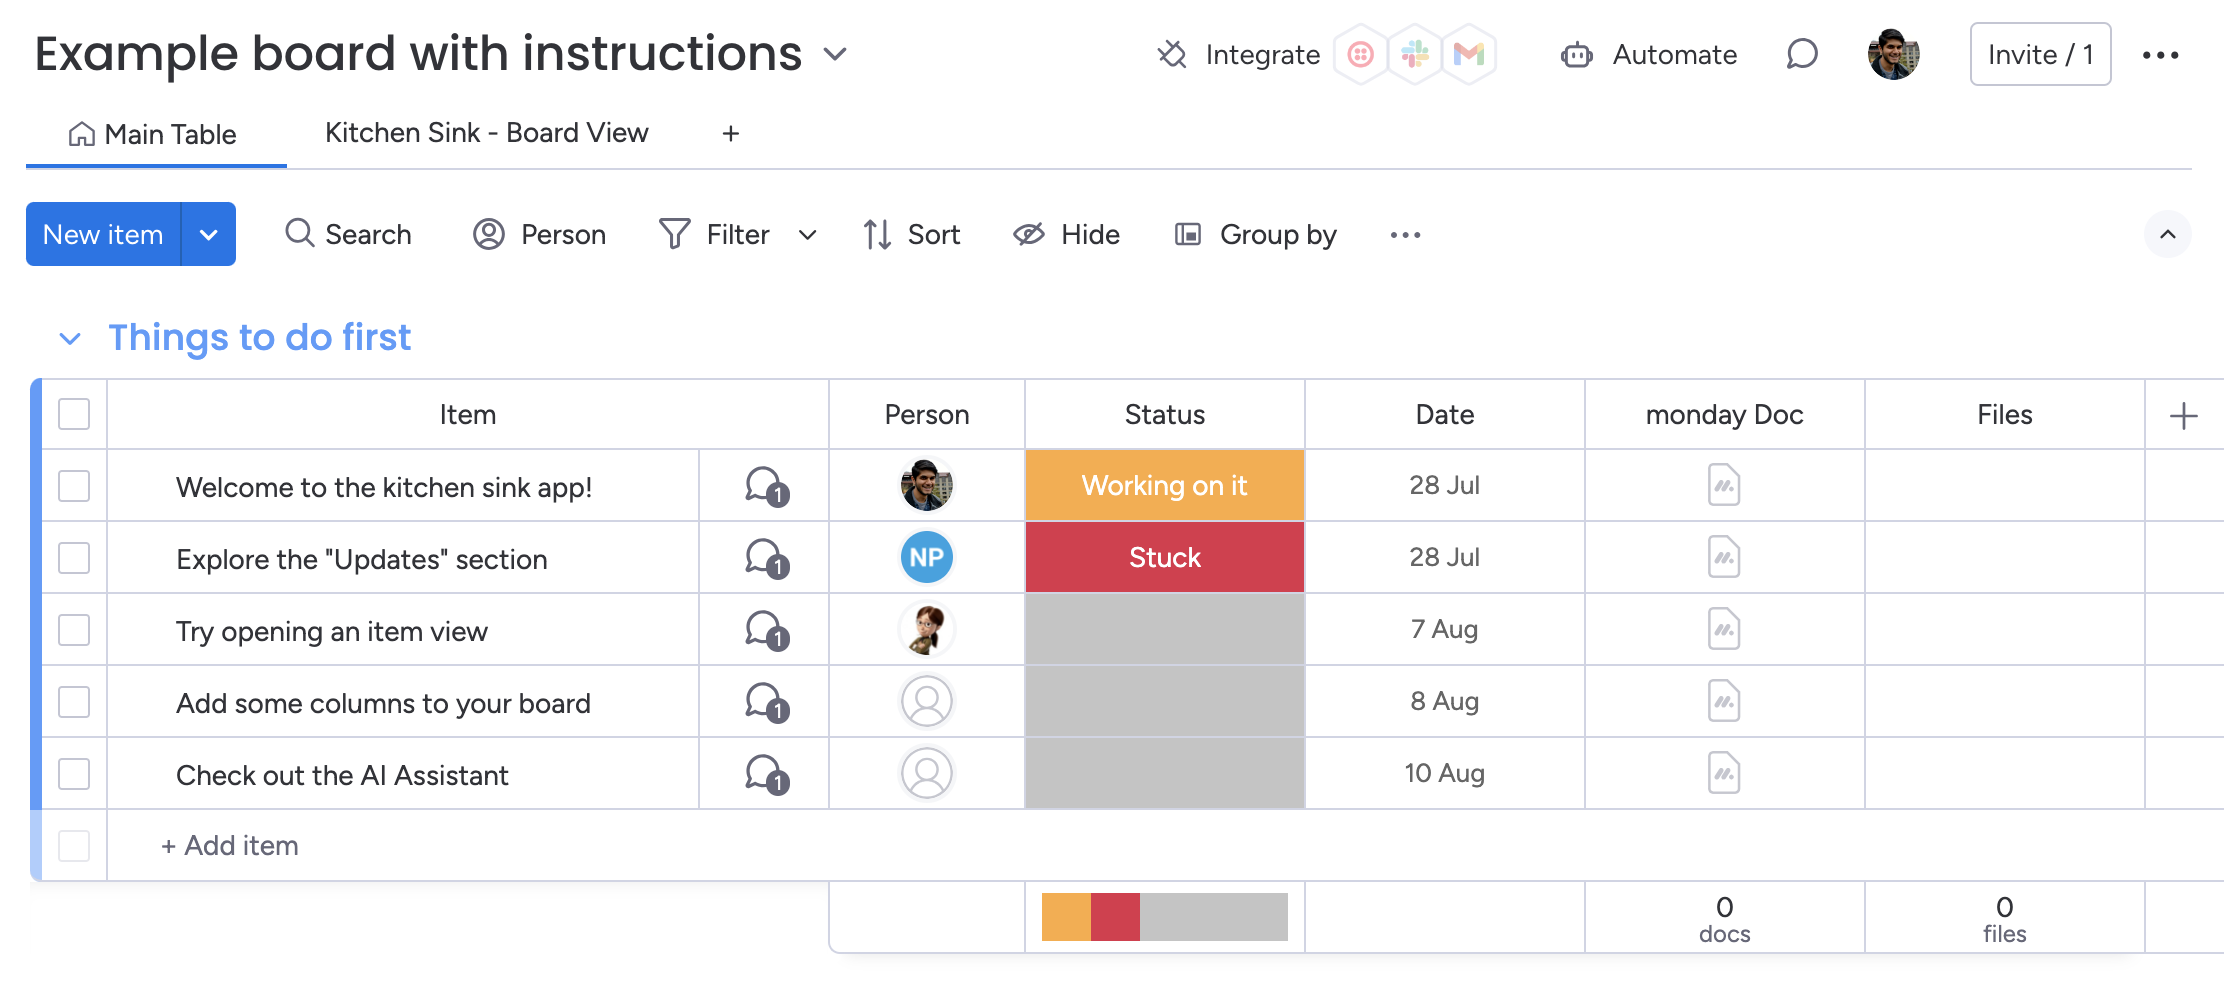 Example board with instructions
Integrate
Automate
Invite / 1
Main Table
Kitchen Sink - Board View
+
New item
Search
Person
Filter
Sort
Hide
Group by
Things to do first
Item Person Status Date monday Doc Files
Welcome to the kitchen sink app! 1 Working on it 28 Jul
Explore the "Updates" section 1 NP Stuck 28 Jul
Try opening an item view 1 7 Aug
Add some columns to your board 1 8 Aug
Check out the AI Assistant 1 10 Aug
+ Add item
0 0
docs files